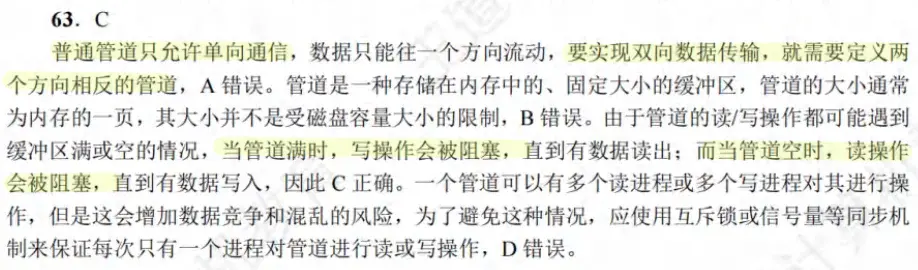 63．C
普通管道只允许单向通信，数据只能往一个方向流动，要实现双向数据传输，就需要定义两
个方向相反的管道，A 错误。管道是一种存储在内存中的、固定大小的缓冲区，管道的大小通常
为内存的一页，其大小并不是受磁盘容量大小的限制，B 错误。由于管道的读/写操作都可能遇到
缓冲区满或空的情况，当管道满时，写操作会被阻塞，直到有数据读出；而当管道空时，读操作
会被阻塞，直到有数据写入，因此 C 正确。一个管道可以有多个读进程或多个写进程对其进行操
作，但是这会增加数据竞争和混乱的风险，为了避免这种情况，应使用互斥锁或信号量等同步机
制来保证每次只有一个进程对管道进行读或写操作，D 错误。